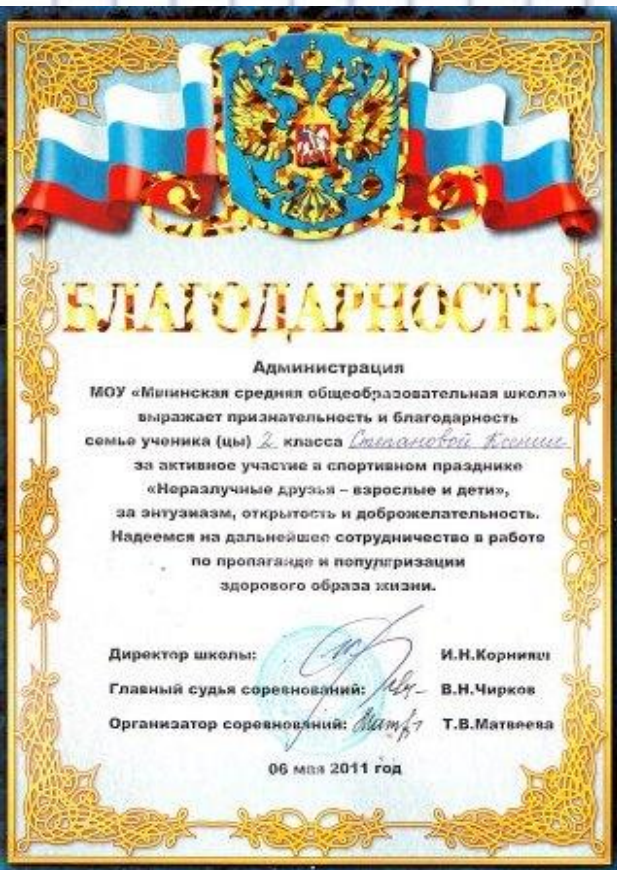 БЛАГОДАРНОСТЬ
Администрация
МОУ «Мшинская средняя общеобразовательная школа»
выражает признательность и благодарность
семье ученика (цы) 2 класса Степановой Ксении
за активное участие в спортивном празднике
«Неразлучные друзья – взрослые и дети»,
за энтузиазм, открытость и доброжелательность.
Надеемся на дальнейшее сотрудничество в работе
по пропаганде и популяризации
здорового образа жизни.
Директор школы: И.Н.Корнияш
Главный судья соревнований: В.Н.Чирков
Организатор соревнований: Т.В.Матвеева
06 мая 2011 год